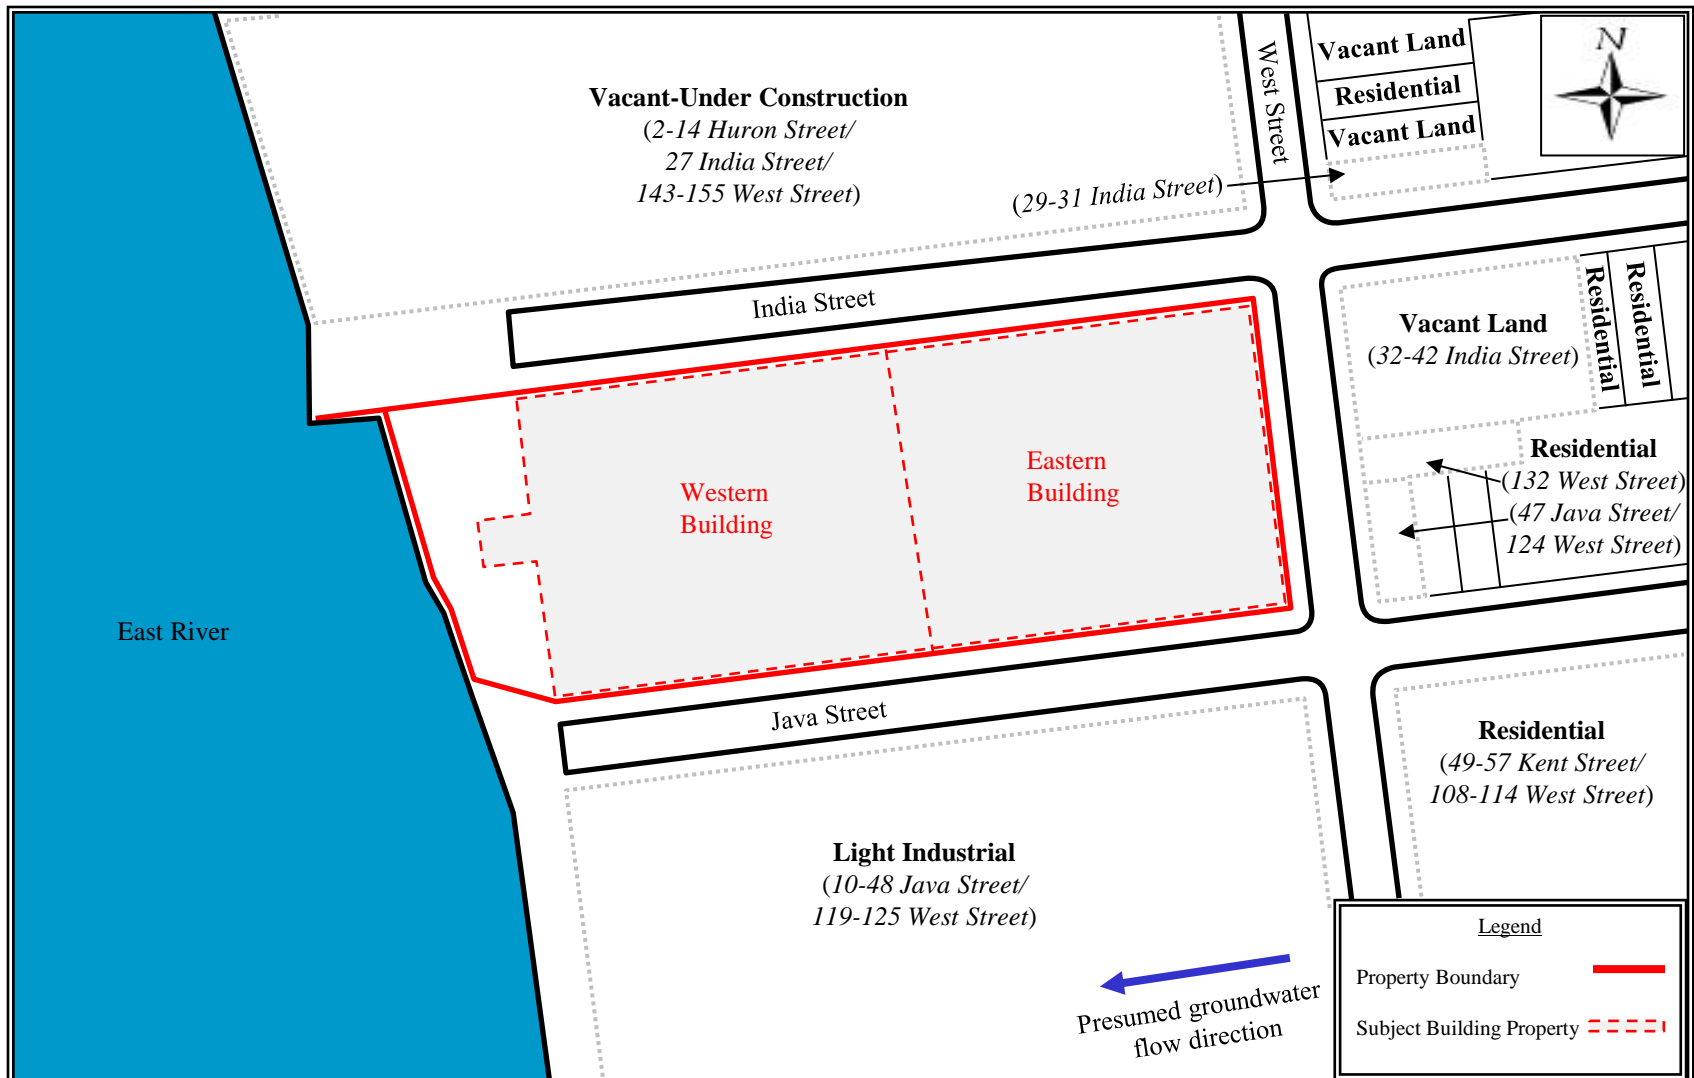 Vacant-Under Construction
(2-14 Huron Street/
27 India Street/
143-155 West Street)
West Street
Vacant Land
Residential
Vacant Land
N
(29-31 India Street)
India Street
Vacant Land
(32-42 India Street)
Residential
Residential
Western
Building
Eastern
Building
Residential
(132 West Street)
(47 Java Street/
124 West Street)
East River
Java Street
Residential
(49-57 Kent Street/
108-114 West Street)
Light Industrial
(10-48 Java Street/
119-125 West Street)
Presumed groundwater
flow direction
Legend
Property Boundary
Subject Building Property